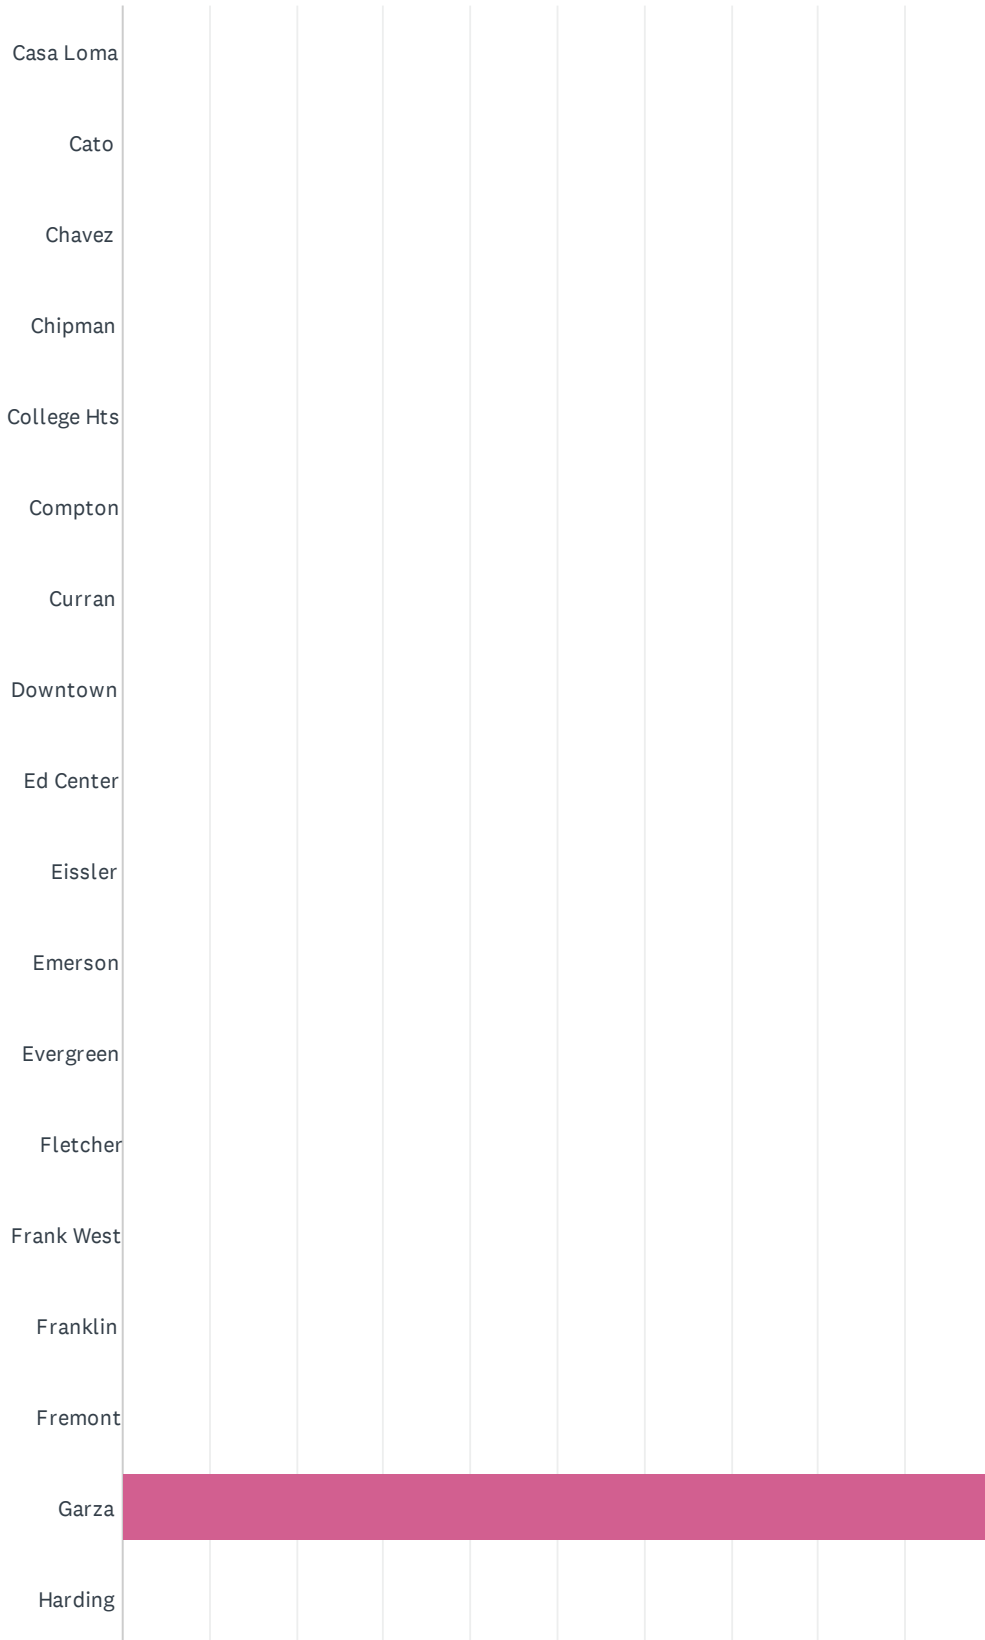 Casa Loma
Cato
Chavez
Chipman
College Hts
Compton
Curran
Downtown
Ed Center
Eissler
Emerson
Evergreen
Fletcher
Frank West
Franklin
Fremont
Garza
Harding